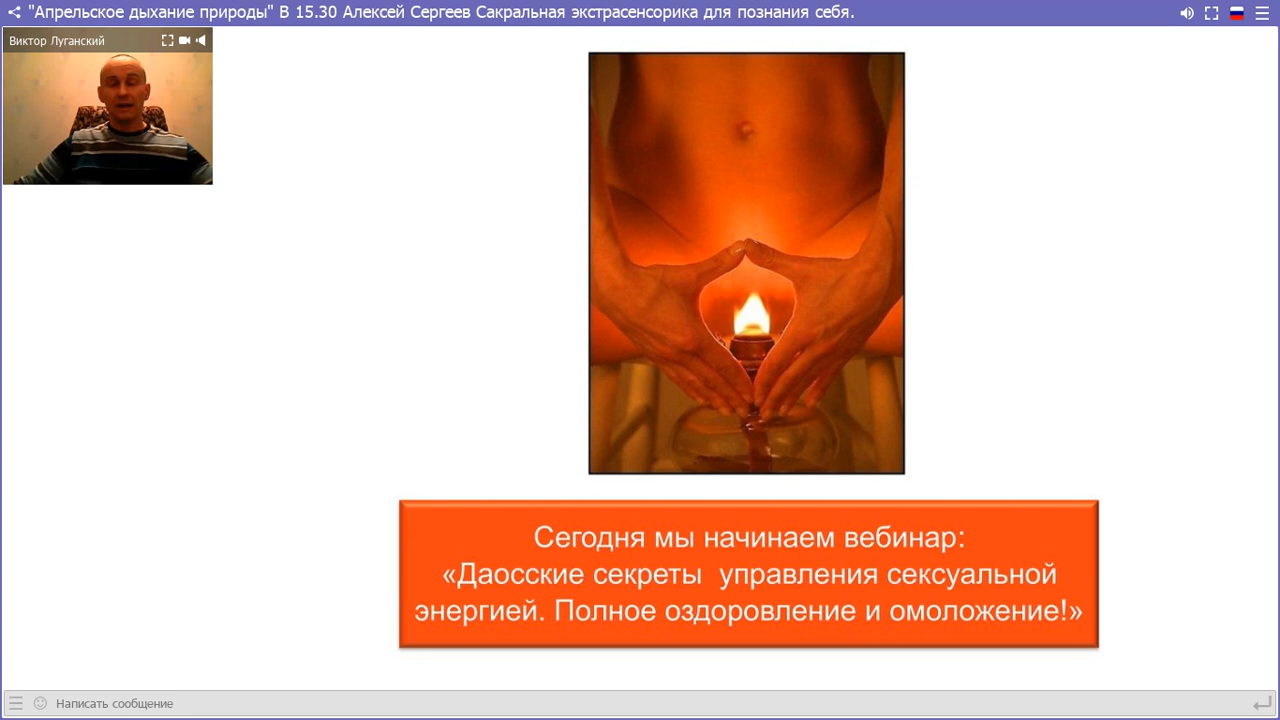 "Апрельское дыхание природы" В 15.30 Алексей Сергеев Сакральная экстрасенсорика для познания себя.
Виктор Луганский
Сегодня мы начинаем вебинар:
«Даосские секреты управления сексуальной
энергией. Полное оздоровление и омоложение!»
Написать сообщение